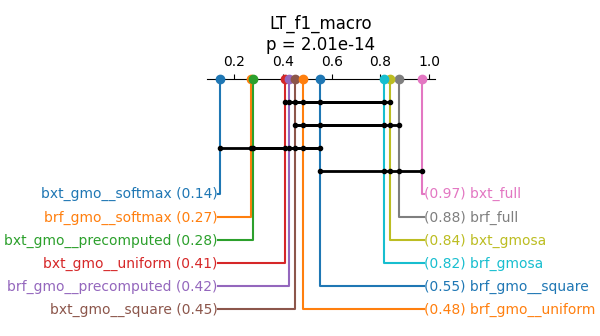 LT_f1_macro
p = 2.01e-14
0.2 0.4 0.6 0.8 1.0
bxt_gmo__softmax (0.14) (0.97) bxt_full
brf_gmo__softmax (0.27) (0.88) brf_full
bxt_gmo__precomputed (0.28) (0.84) bxt_gmosa
bxt_gmo__uniform (0.41) (0.82) brf_gmosa
brf_gmo__precomputed (0.42) (0.55) brf_gmo__square
bxt_gmo__square (0.45) (0.48) brf_gmo__uniform